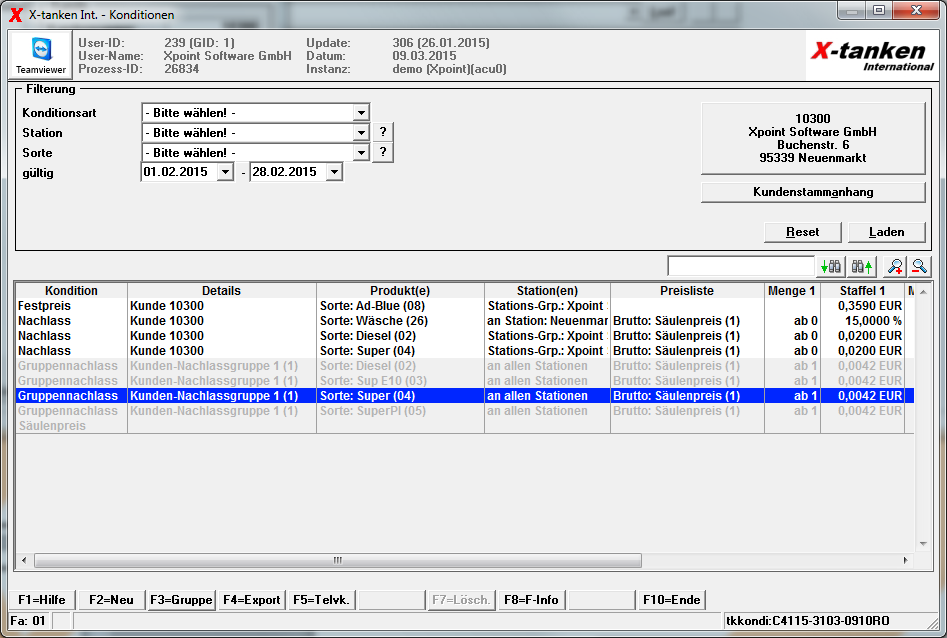 X-tanken Int. - Konditionen
Teamviewer
User-ID: 239 (GID: 1) Update: 306 (26.01.2015)
User-Name: Xpoint Software GmbH Datum: 09.03.2015
Prozess-ID: 26834 Instanz: demo (Xpoint)(acu0)
X-tanken
International
Filterung
Konditionsart - Bitte wählen! -
Station - Bitte wählen! - ?
Sorte - Bitte wählen! - ?
gültig 01.02.2015 - 28.02.2015
10300
Xpoint Software GmbH
Buchenstr. 6
95339 Neuenmarkt
Kundenstammanhang
Reset Laden
Kondition Details Produkt(e) Station(en) Preisliste Menge 1 Staffel 1 M
Festpreis Kunde 10300 Sorte: Ad-Blue (08) Stations-Grp.: Xpoint 0,3590 EUR
Nachlass Kunde 10300 Sorte: Wäsche (26) an Station: Neuenmar Brutto: Säulenpreis (1) ab 0 15,0000 %
Nachlass Kunde 10300 Sorte: Diesel (02) Stations-Grp.: Xpoint Brutto: Säulenpreis (1) ab 0 0,0200 EUR
Nachlass Kunde 10300 Sorte: Super (04) Stations-Grp.: Xpoint Brutto: Säulenpreis (1) ab 0 0,0200 EUR
Gruppennachlass Kunden-Nachlassgruppe 1 (1) Sorte: Diesel (02) an allen Stationen Brutto: Säulenpreis (1) ab 1 0,0042 EUR
Gruppennachlass Kunden-Nachlassgruppe 1 (1) Sorte: Sup E10 (03) an allen Stationen Brutto: Säulenpreis (1) ab 1 0,0042 EUR
Gruppennachlass Kunden-Nachlassgruppe 1 (1) Sorte: Super (04) an allen Stationen Brutto: Säulenpreis (1) ab 1 0,0042 EUR
Gruppennachlass Kunden-Nachlassgruppe 1 (1) Sorte: SuperPl (05) an allen Stationen Brutto: Säulenpreis (1) ab 1 0,0042 EUR
Säulenpreis
F1=Hilfe F2=Neu F3=Gruppe F4=Export F5=Telvk. F7=Lösch. F8=F-Info F10=Ende
Fa: 01 tkkondi:C4115-3103-0910RO